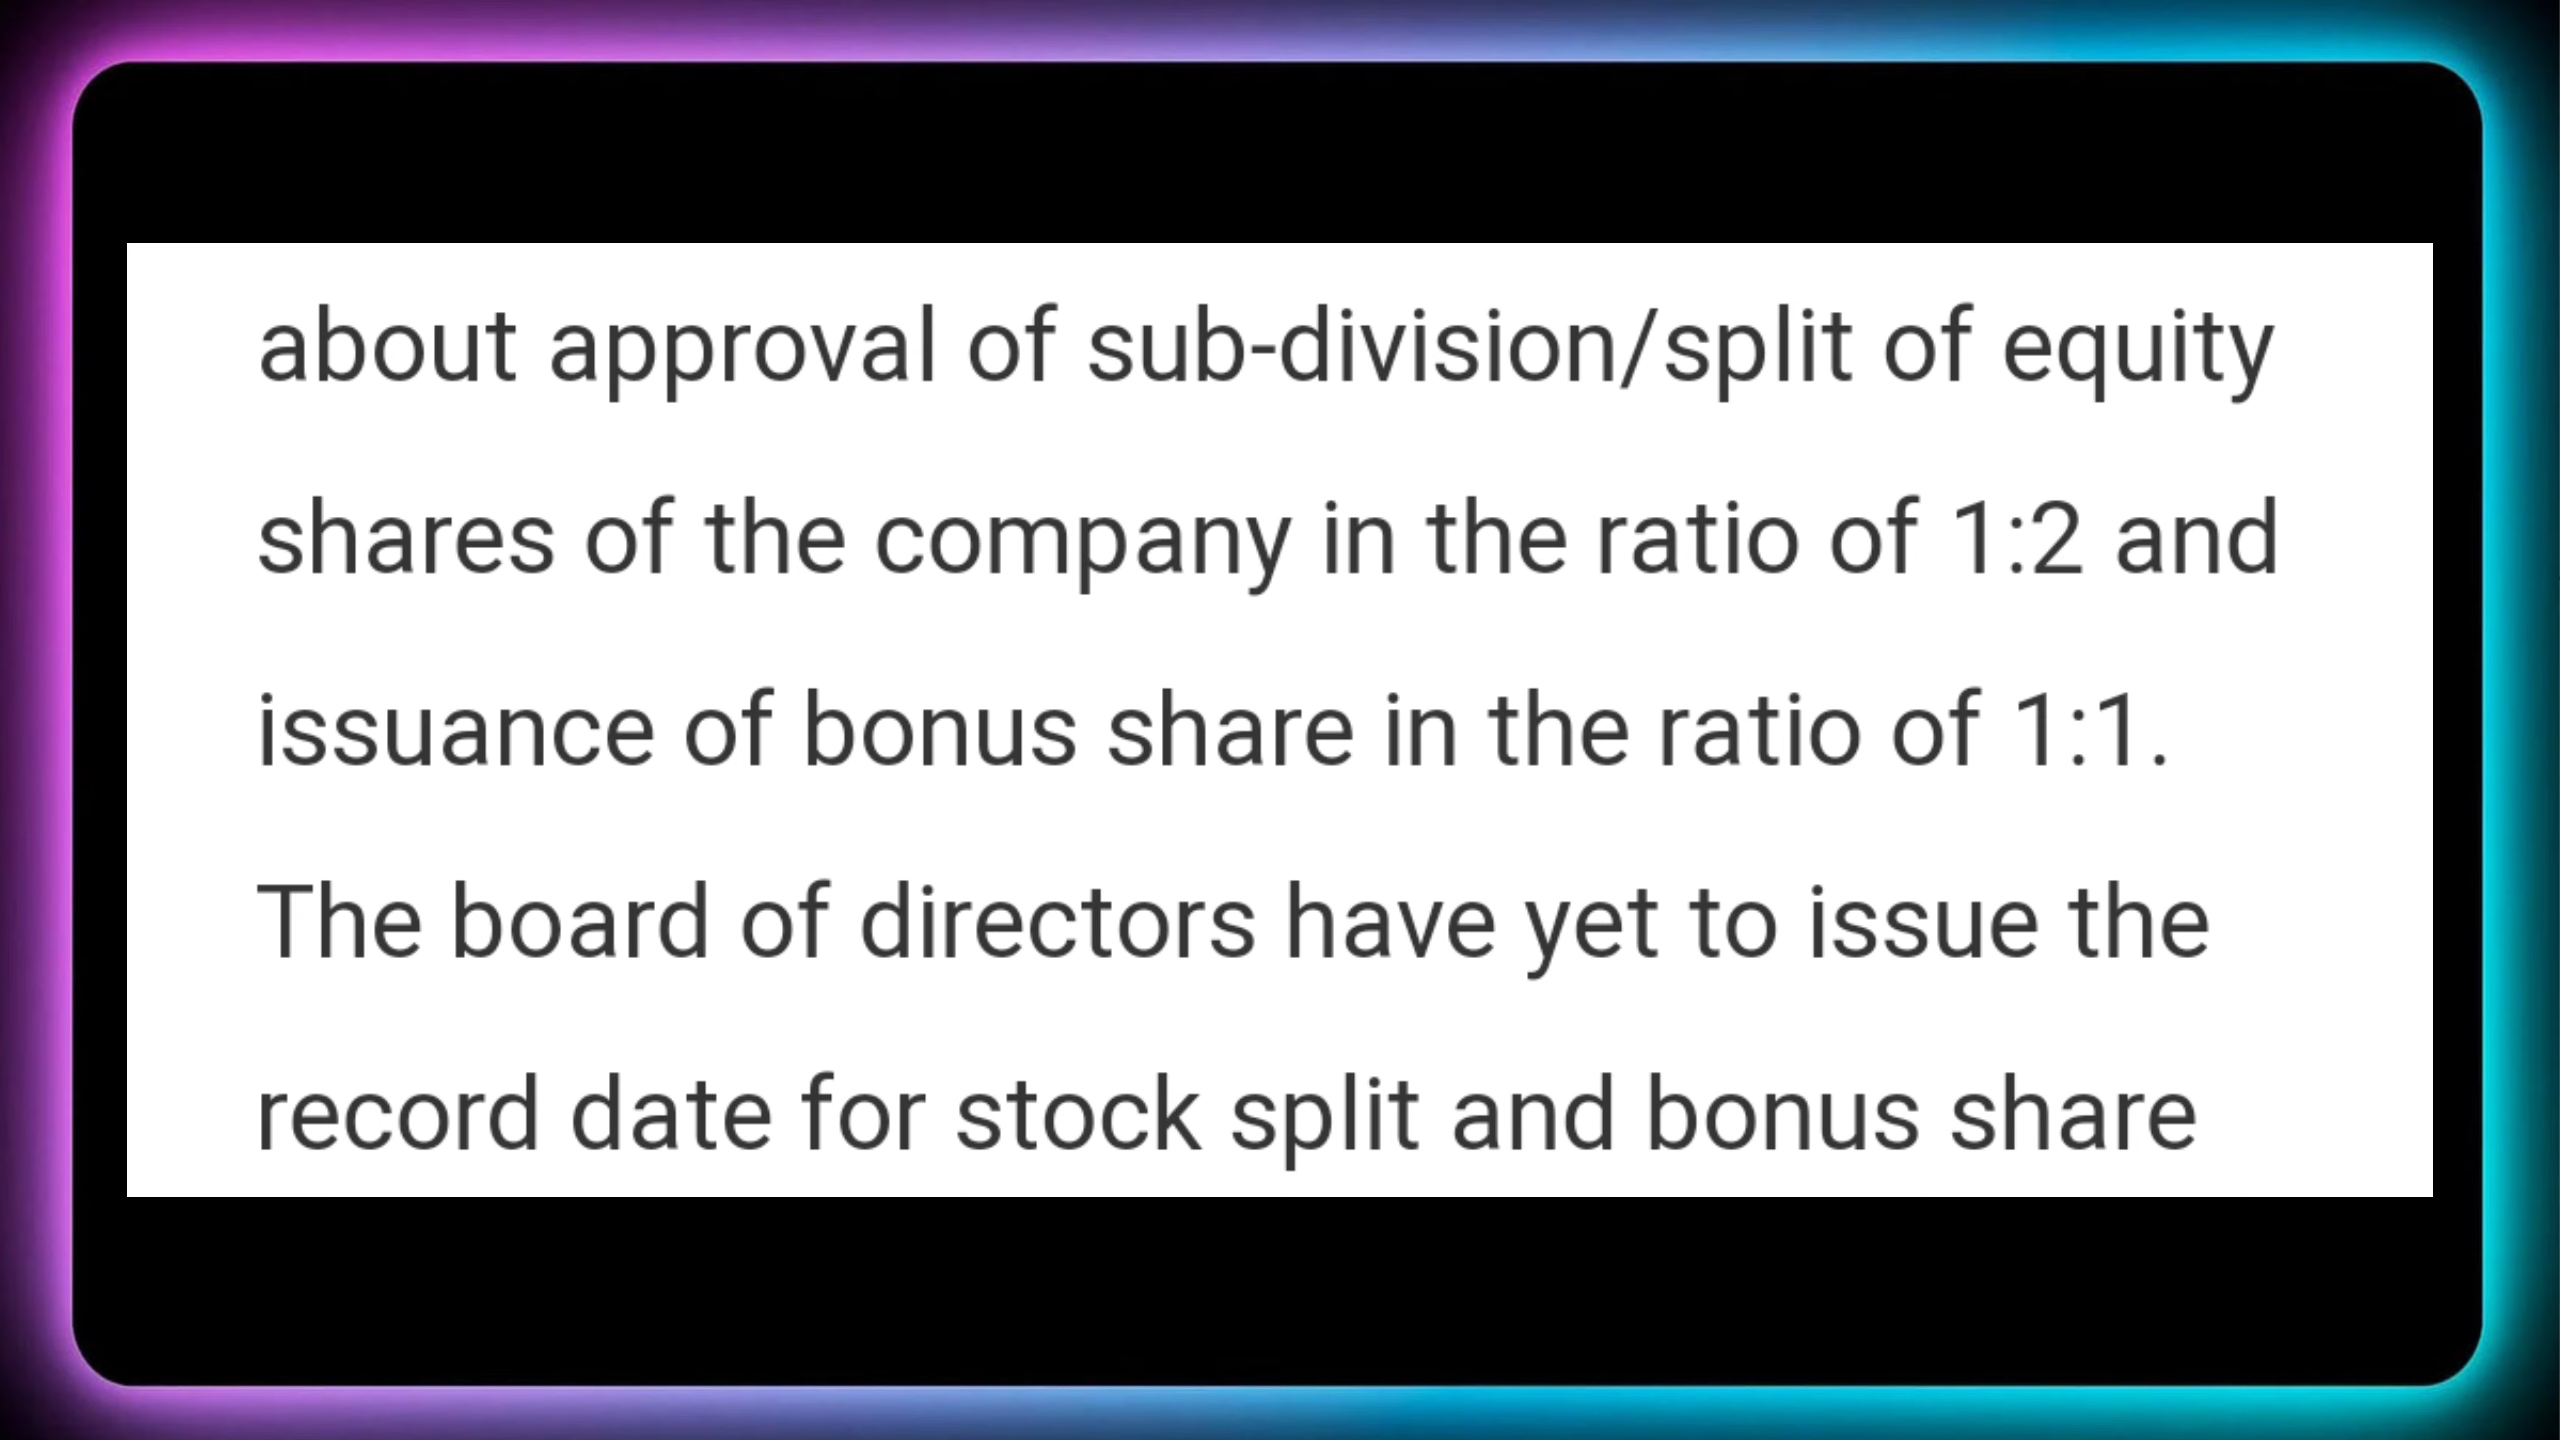 about approval of sub-division/split of equity
shares of the company in the ratio of 1:2 and
issuance of bonus share in the ratio of 1:1.
The board of directors have yet to issue the
record date for stock split and bonus share